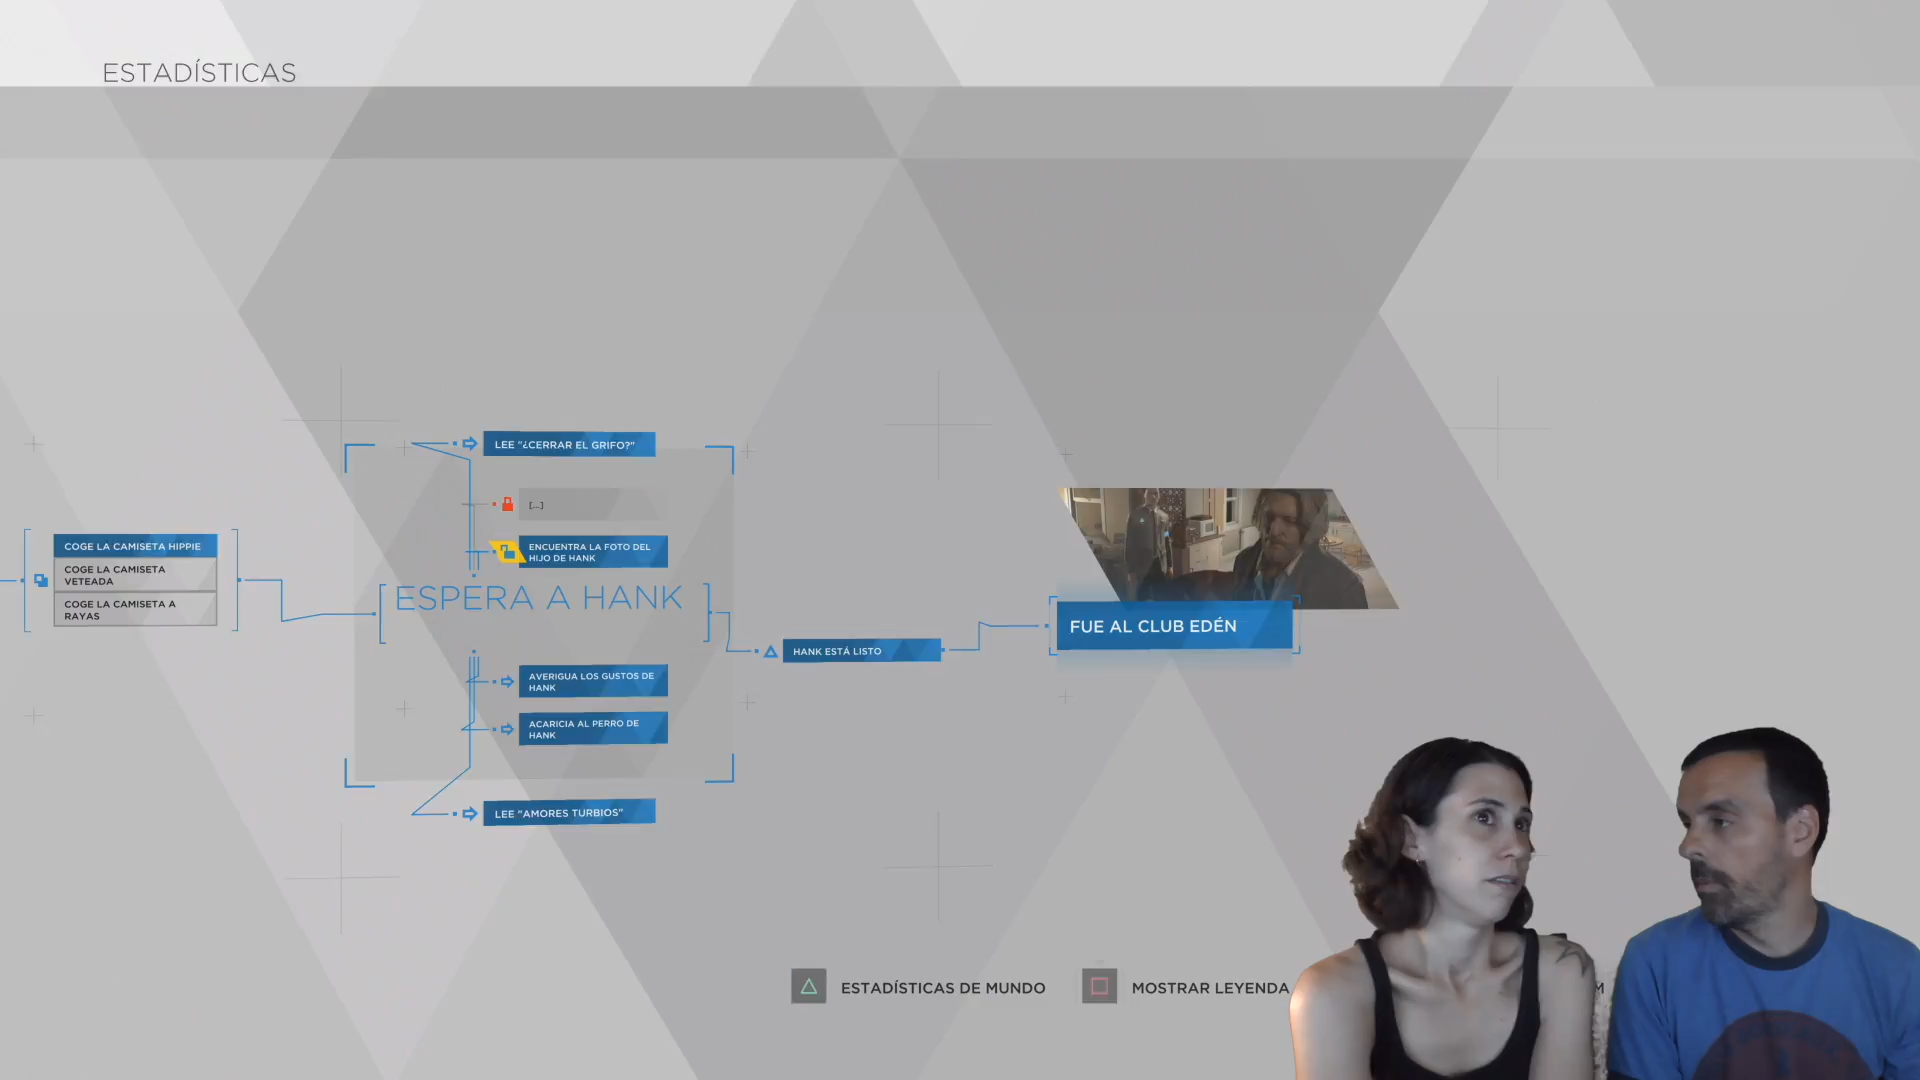 ESTADÍSTICAS
LEE "¿CERRAR EL GRIFO?"
[...]
ENCUENTRA LA FOTO DEL
HIJO DE HANK
COGE LA CAMISETA HIPPIE
COGE LA CAMISETA
VETEADA
COGE LA CAMISETA A
RAYAS
ESPERA A HANK
FUE AL CLUB EDÉN
HANK ESTÁ LISTO
AVERIGUA LOS GUSTOS DE
HANK
ACARICIA AL PERRO DE
HANK
LEE "AMORES TURBIOS"
ESTADÍSTICAS DE MUNDO
MOSTRAR LEYENDA